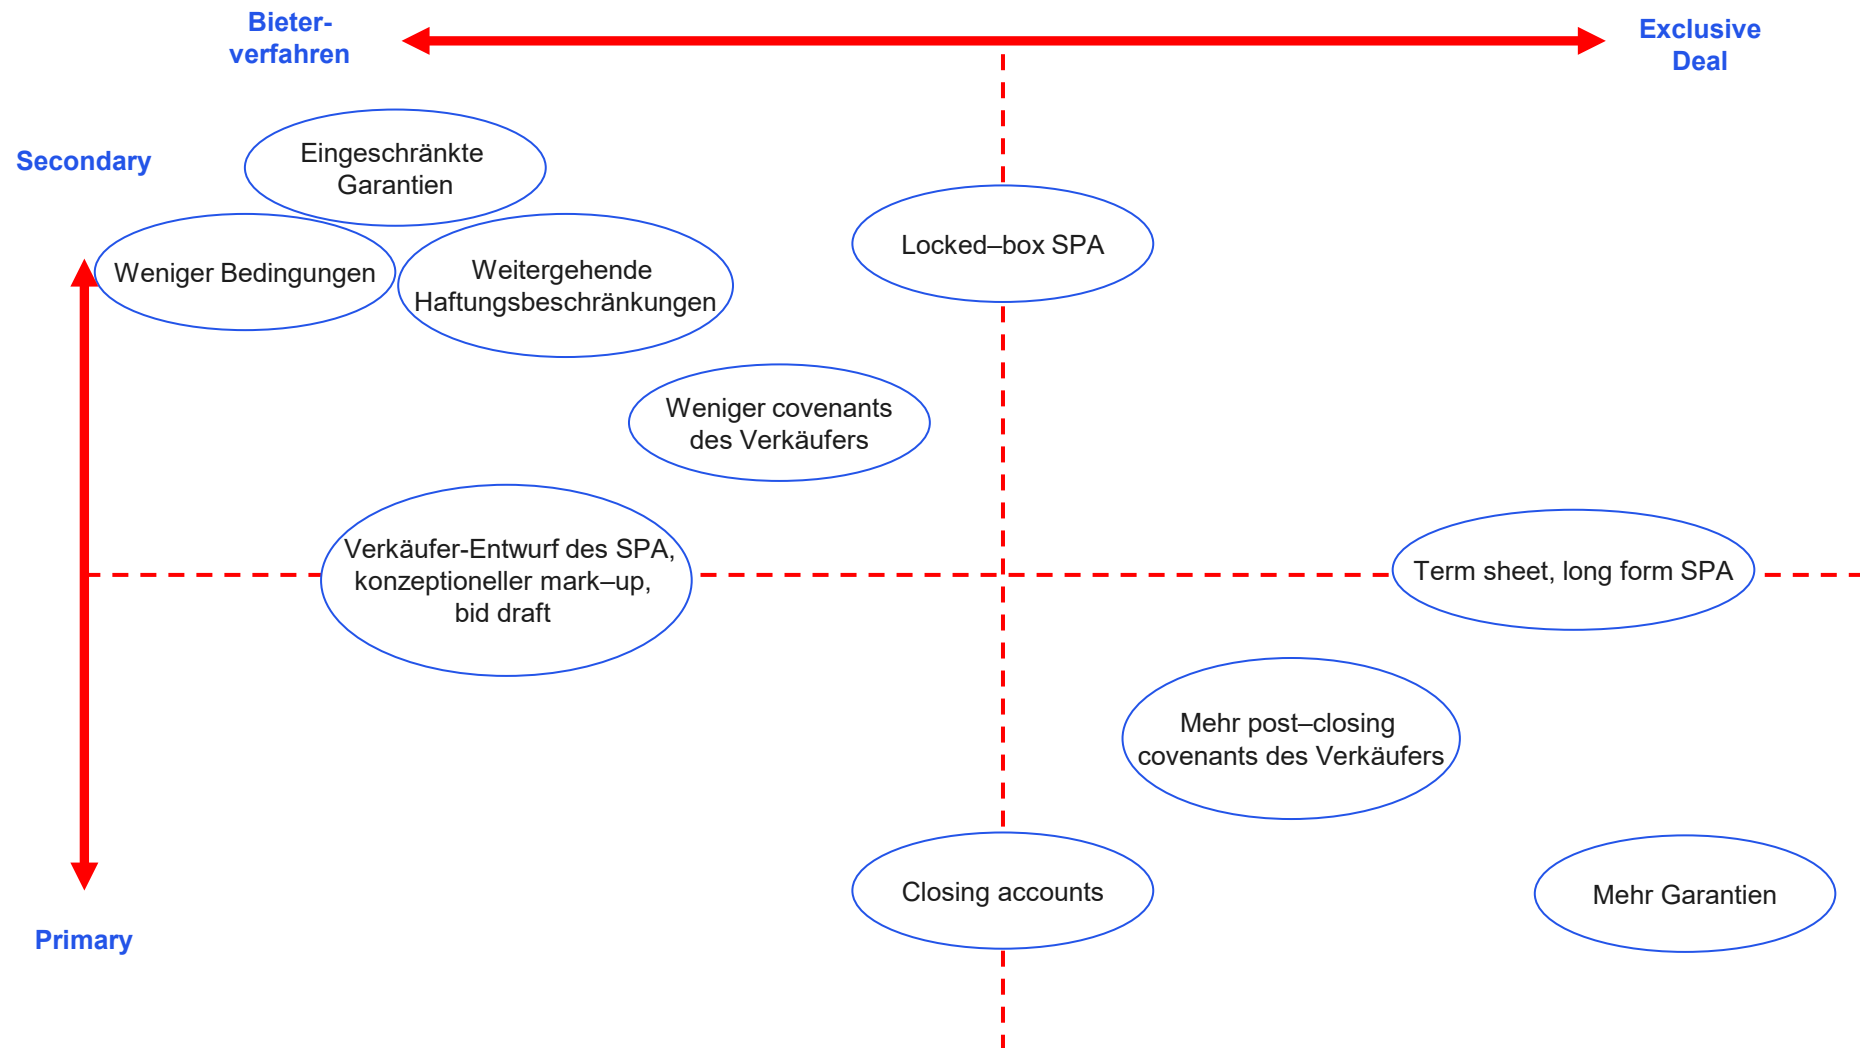 Bieter-
verfahren
Exclusive
Deal
Secondary
Eingeschränkte
Garantien
Weniger Bedingungen
Weitergehende
Haftungsbeschränkungen
Locked–box SPA
Weniger covenants
des Verkäufers
Verkäufer-Entwurf des SPA,
konzeptioneller mark–up,
bid draft
Term sheet, long form SPA
Mehr post–closing
covenants des Verkäufers
Closing accounts
Mehr Garantien
Primary